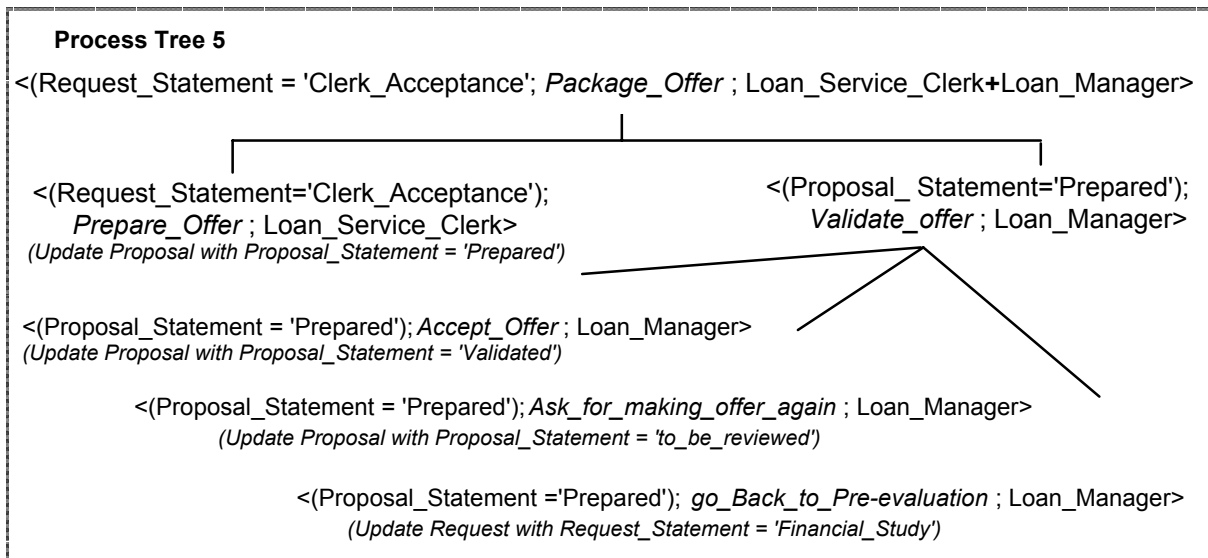 Process Tree 5
<(Request_Statement = 'Clerk_Acceptance'; Package_Offer ; Loan_Service_Clerk+Loan_Manager>
<(Request_Statement='Clerk_Acceptance');
Prepare_Offer ; Loan_Service_Clerk>
(Update Proposal with Proposal_Statement = 'Prepared')
<(Proposal_ Statement='Prepared');
Validate_offer ; Loan_Manager>
<(Proposal_Statement = 'Prepared'); Accept_Offer ; Loan_Manager>
(Update Proposal with Proposal_Statement = 'Validated')
<(Proposal_Statement = 'Prepared'); Ask_for_making_offer_again ; Loan_Manager>
(Update Proposal with Proposal_Statement = 'to_be_reviewed')
<(Proposal_Statement ='Prepared'); go_Back_to_Pre-evaluation ; Loan_Manager>
(Update Request with Request_Statement = 'Financial_Study')